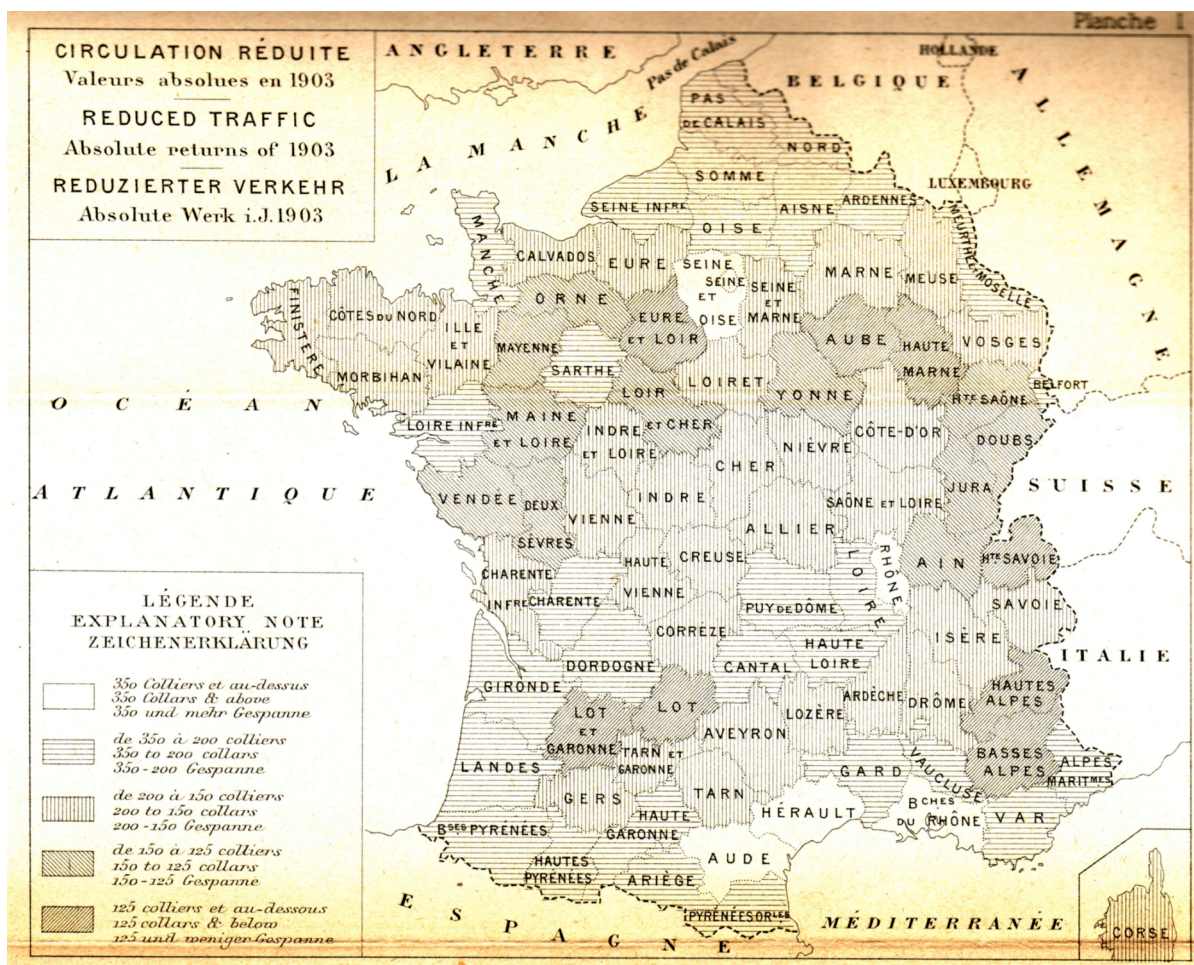 Planche I
CIRCULATION RÉDUITE
Valeurs absolues en 1903
REDUCED TRAFFIC
Absolute returns of 1903
REDUZIERTER VERKEHR
Absolute Werk i.J.1903
ANGLETERRE
Pas de Calais
HOLLANDE
BELGIQUE
ALLEMAGNE
LA MANCHE
LUXEMBOURG
PAS
DE CALAIS
NORD
SOMME
SEINE INFRE
AISNE
ARDENNES
OISE
MANCHE
CALVADOS
EURE
SEINE
SEINE
ET
OISE
SEINE
ET
MARNE
MARNE
MEUSE
MEURTHE ET MOSELLE
ORNE
FINISTÈRE
CÔTES DU NORD
ILLE
ET
VILAINE
MORBIHAN
MAYENNE
SARTHE
EURE
ET LOIR
AUBE
HAUTE
MARNE
VOSGES
BELFORT
HTE SAÔNE
LOIR
ET CHER
LOIRET
YONNE
OCÉAN
ATLANTIQUE
LOIRE INFRE
MAINE
ET LOIRE
INDRE
ET LOIRE
CHER
NIÈVRE
CÔTE-D'OR
DOUBS
JURA
SUISSE
VENDÉE
DEUX
SÈVRES
VIENNE
INDRE
ALLIER
SAÔNE ET LOIRE
CHARENTE
INFRE
CHARENTE
HAUTE
VIENNE
CREUSE
PUY DE DÔME
LOIRE
RHÔNE
AIN
HTE SAVOIE
SAVOIE
ISÈRE
ITALIE
CORRÈZE
DORDOGNE
CANTAL
HAUTE
LOIRE
GIRONDE
LOT
ET
GARONNE
LOT
AVEYRON
LOZÈRE
ARDÈCHE
DRÔME
HAUTES
ALPES
BASSES
ALPES
ALPES
MARITMES
LANDES
TARN ET
GARONNE
GERS
TARN
GARD
VAUCLUSE
BCHES
DU RHÔNE
VAR
HÉRAULT
BSES PYRÉNÉES
HAUTES
PYRÉNÉES
HAUTE
GARONNE
ARIÈGE
AUDE
PYRÉNÉES ORLES
ESPAGNE
MÉDITERRANÉE
CORSE
LÉGENDE
EXPLANATORY NOTE
ZEICHENERKLÄRUNG
350 Colliers et au-dessus
350 Collars & above
350 und mehr Gespanne
de 350 à 200 colliers
350 to 200 collars
350-200 Gespanne
de 200 à 150 colliers
200 to 150 collars
200-150 Gespanne
de 150 à 125 colliers
150 to 125 collars
150-125 Gespanne
125 colliers et au-dessous
125 collars & below
125 und weniger Gespanne